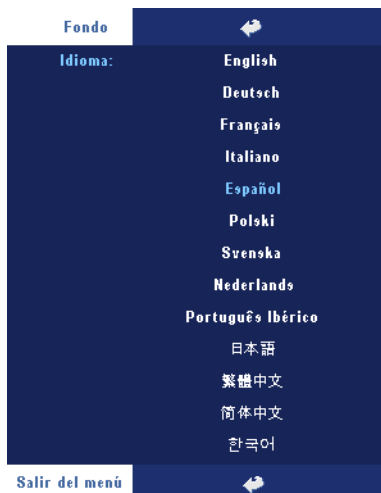 Fondo
Idioma: English
Deutsch
Français
Italiano
Español
Polski
Svenska
Nederlands
Português Ibérico
日本語
繁體中文
简体中文
한국어
Salir del menú